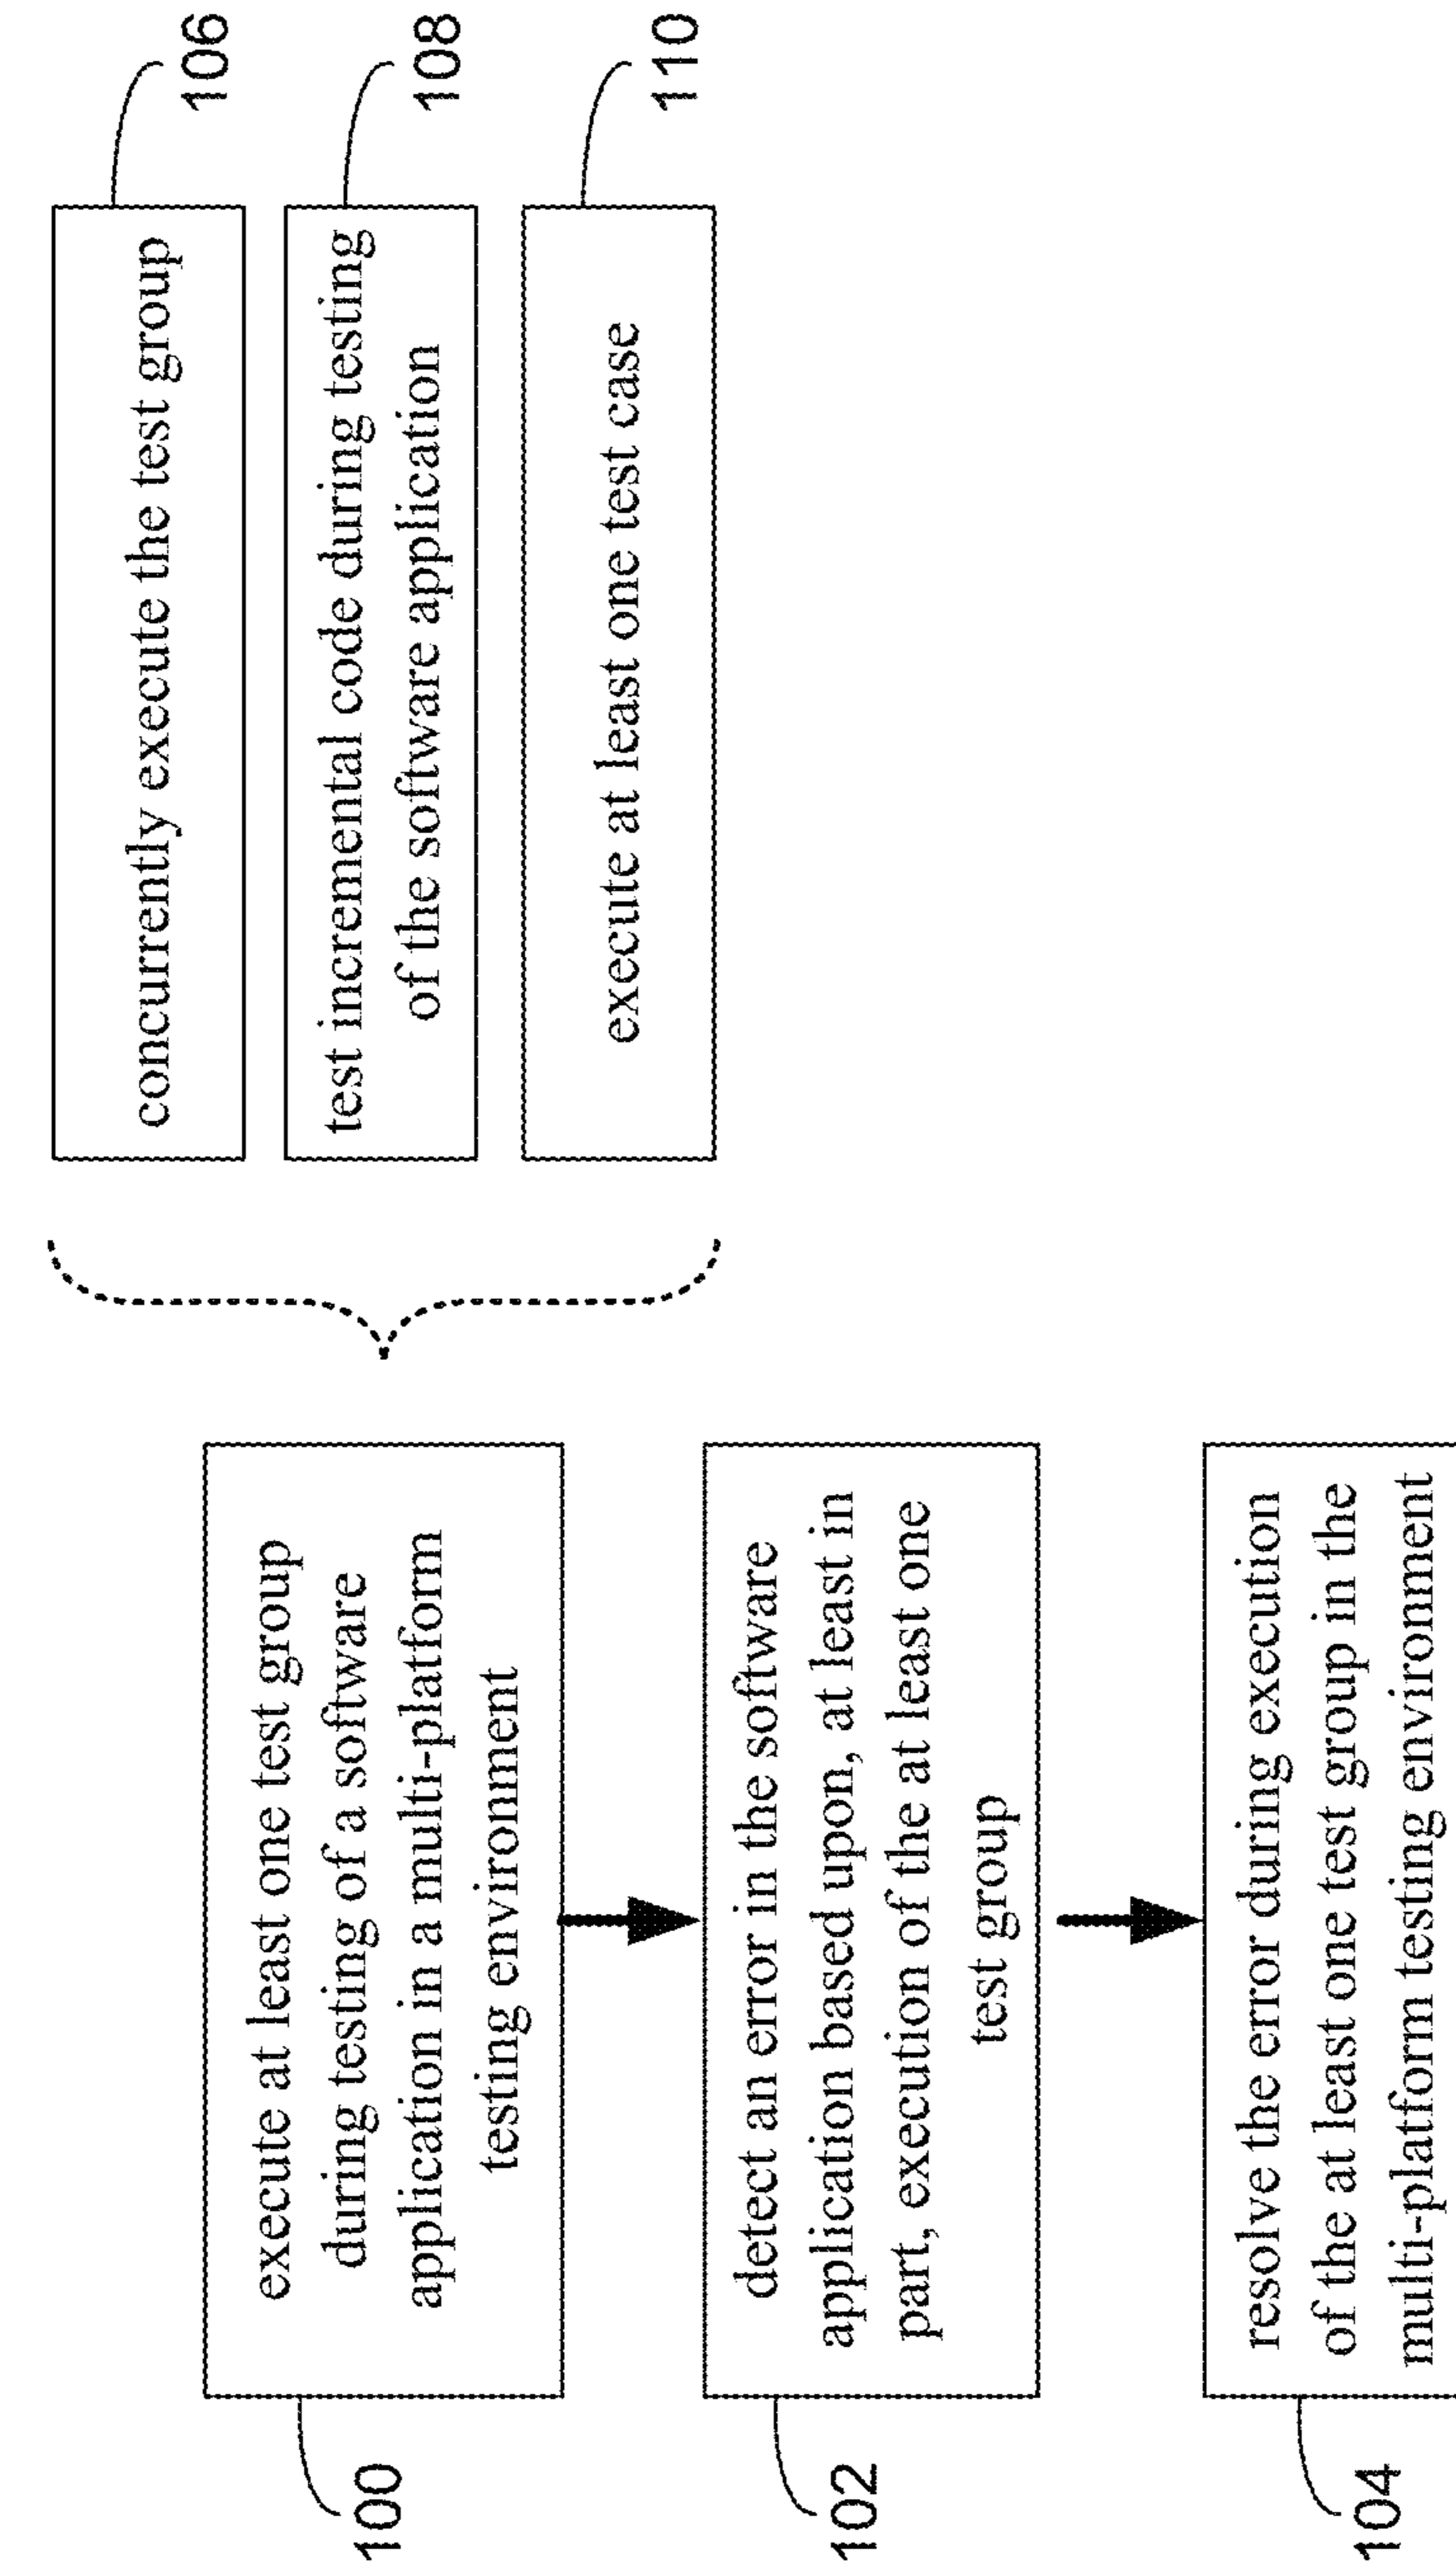 100
execute at least one test group
during testing of a software
application in a multi-platform
testing environment
102
detect an error in the software
application based upon, at least in
part, execution of the at least one
test group
104
resolve the error during execution
of the at least one test group in the
multi-platform testing environment
concurrently execute the test group
106
test incremental code during testing
of the software application
108
execute at least one test case
110